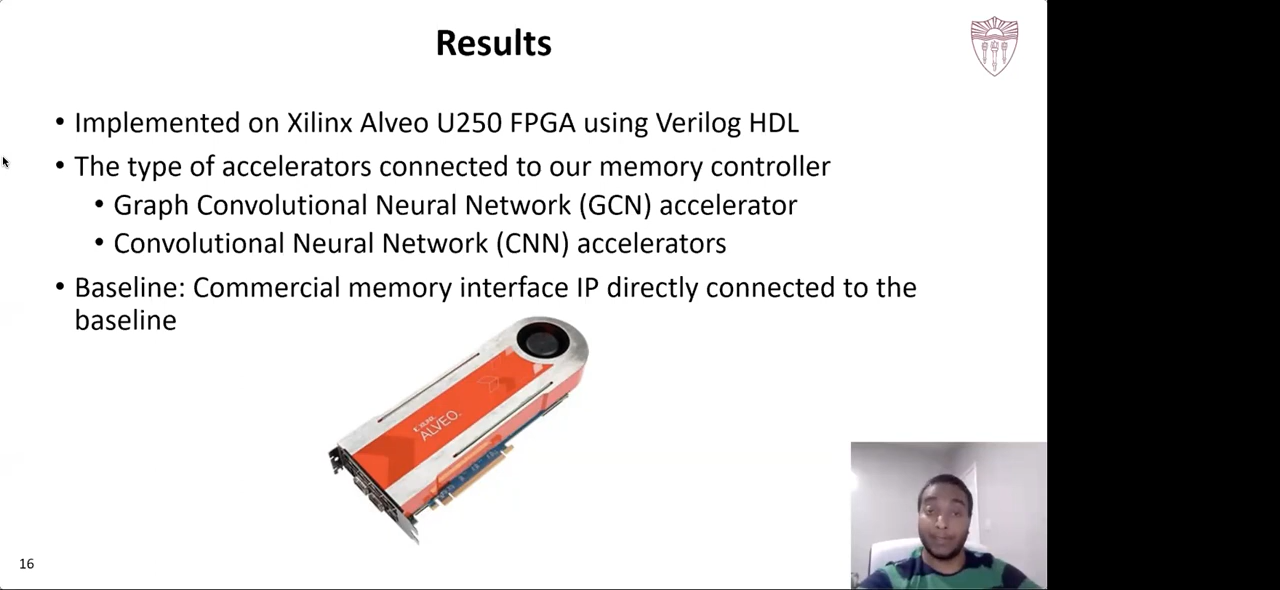 Results
• Implemented on Xilinx Alveo U250 FPGA using Verilog HDL
• The type of accelerators connected to our memory controller
• Graph Convolutional Neural Network (GCN) accelerator
• Convolutional Neural Network (CNN) accelerators
• Baseline: Commercial memory interface IP directly connected to the
baseline
XILINX
ALVEO.
16